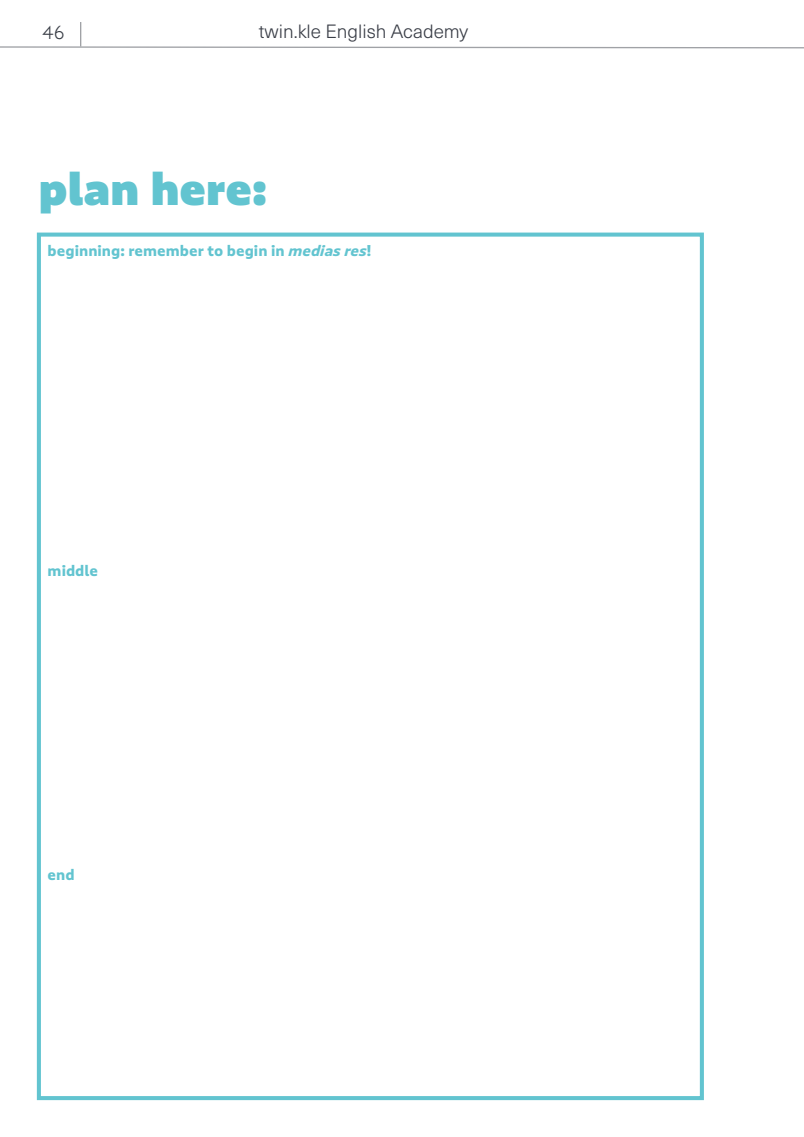 46
twin.kle English Academy
plan here:
beginning: remember to begin in medias res!
middle
end